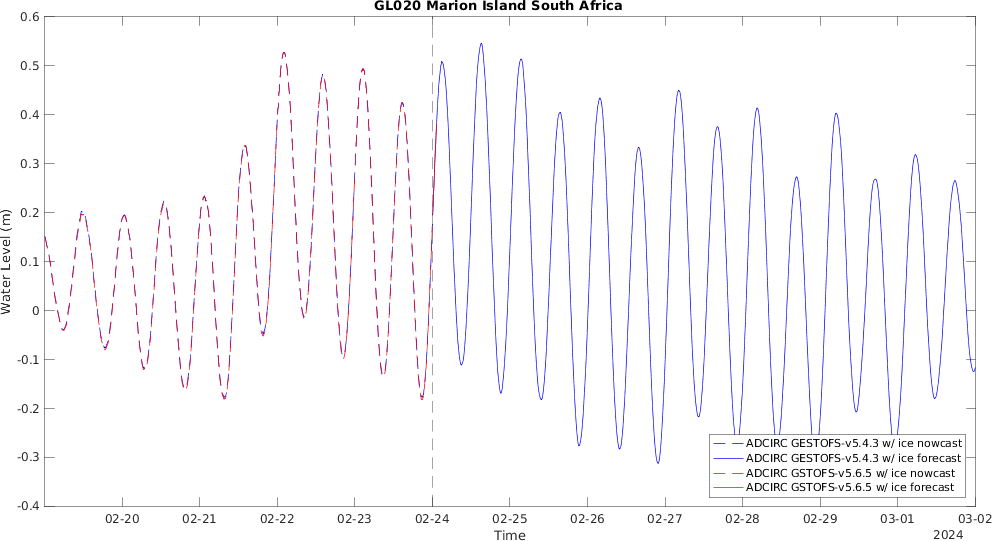 GL020 Marion Island South Africa
0.6
0.5
0.4
0.3
0.2
0.1
0
-0.1
-0.2
-0.3
-0.4
Water Level (m)
ADCIRC GESTOFS-v5.4.3 w/ ice nowcast
ADCIRC GESTOFS-v5.4.3 w/ ice forecast
ADCIRC GSTOFS-v5.6.5 w/ ice nowcast
ADCIRC GSTOFS-v5.6.5 w/ ice forecast
02-20 02-21 02-22 02-23 02-24 02-25 02-26 02-27 02-28 02-29 03-01 03-02
Time
2024